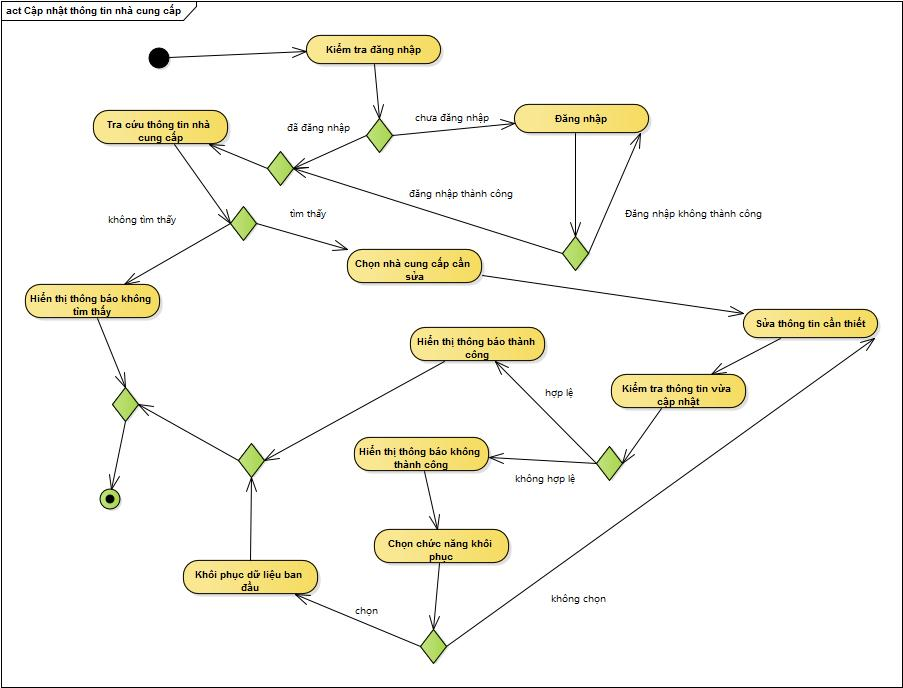 act Cập nhật thông tin nhà cung cấp
Kiểm tra đăng nhập
Tra cứu thông tin nhà
cung cấp
đã đăng nhập
chưa đăng nhập
Đăng nhập
đăng nhập thành công
Đăng nhập không thành công
không tìm thấy
tìm thấy
Chọn nhà cung cấp cần
sửa
Hiển thị thông báo không
tìm thấy
Sửa thông tin cần thiết
Hiển thị thông báo thành
công
Kiểm tra thông tin vừa
cập nhật
hợp lệ
Hiển thị thông báo không
thành công
không hợp lệ
Chọn chức năng khôi
phục
Khôi phục dữ liệu ban
đầu
chọn
không chọn